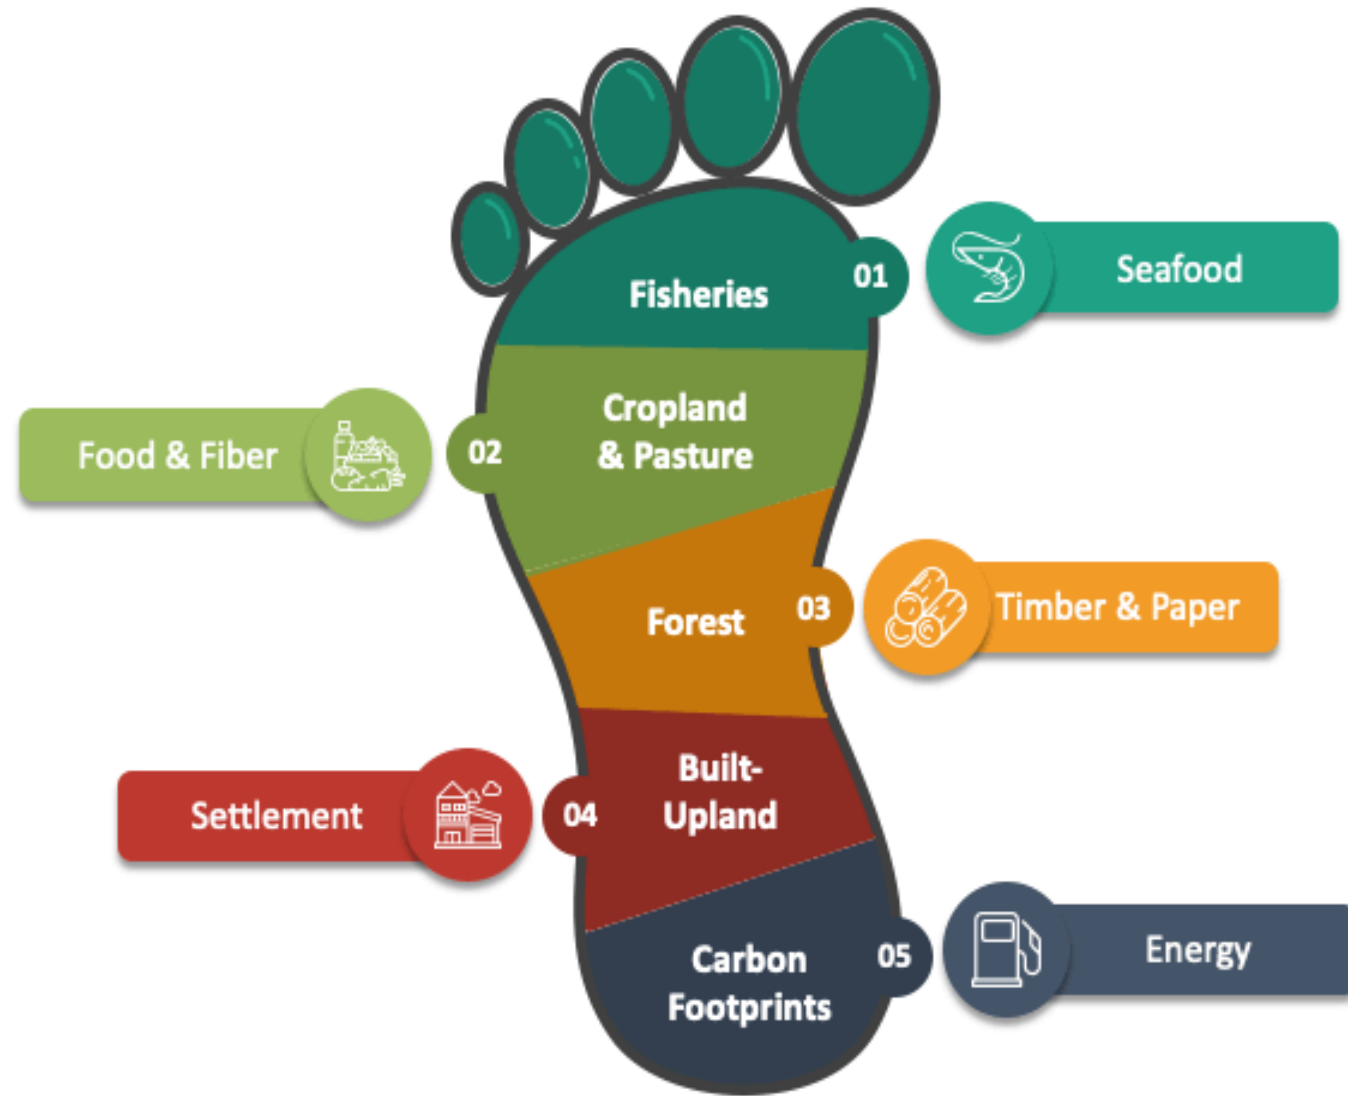 Fisheries
01
Seafood
Food & Fiber
02
Cropland
& Pasture
Forest
03
Timber & Paper
Settlement
04
Built-
Upland
Carbon
Footprints
05
Energy